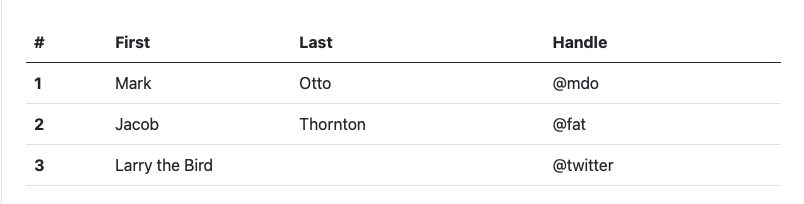 # First Last Handle
1 Mark Otto @mdo
2 Jacob Thornton @fat
3 Larry the Bird @twitter